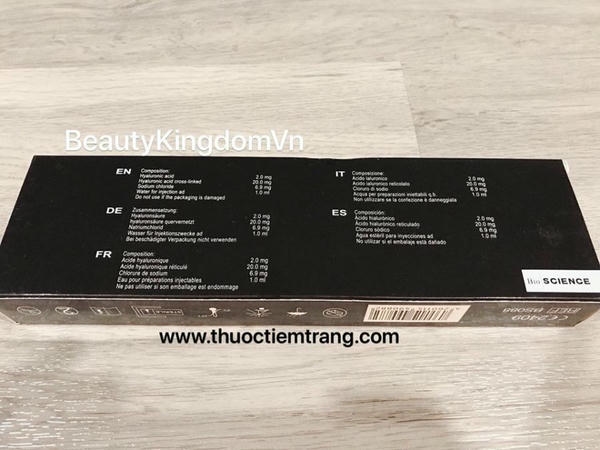 BeautyKingdomVn
EN
Composition:
Hyaluronic acid 2.0 mg
Hyaluronic acid cross-linked 20.0 mg
Sodium chloride 6.9 mg
Water for injection ad 1.0 ml
Do not use if the packaging is damaged
DE
Zusammensetzung:
Hyaluronsäure 2.0 mg
hyaluronsäure quervernetzt 20.0 mg
Natriumchlorid 6.9 mg
Wasser für Injektionszwecke ad 1.0 ml
Bei beschädigter Verpackung nicht verwenden
FR
Composition:
Acide hyaluronique 2.0 mg
Acide hyaluronique réticulé 20.0 mg
Chlorure de sodium 6.9 mg
Eau pour préparations injectables 1.0 ml
Ne pas utiliser si son emballage est endommage
IT
Composizione:
Acido ialuronico 2.0 mg
Acido ialuronico reticolato 20.0 mg
Cloruro di sodio 6.9 mg
Acqua per preparazioni iniettabili q.b. 1.0 ml
Non utilizzare se la confezione è danneggiata
ES
Composición:
Ácido hialurónico 2.0 mg
Ácido hialurónico reticulado 20.0 mg
Cloruro sódico 6.9 mg
Agua estéril para inyecciones ad 1.0 ml
No utilizar si el embalaje está dañado
Bio SCIENCE
STERILE
CE2409
REF
www.thuoctiemtrang.com